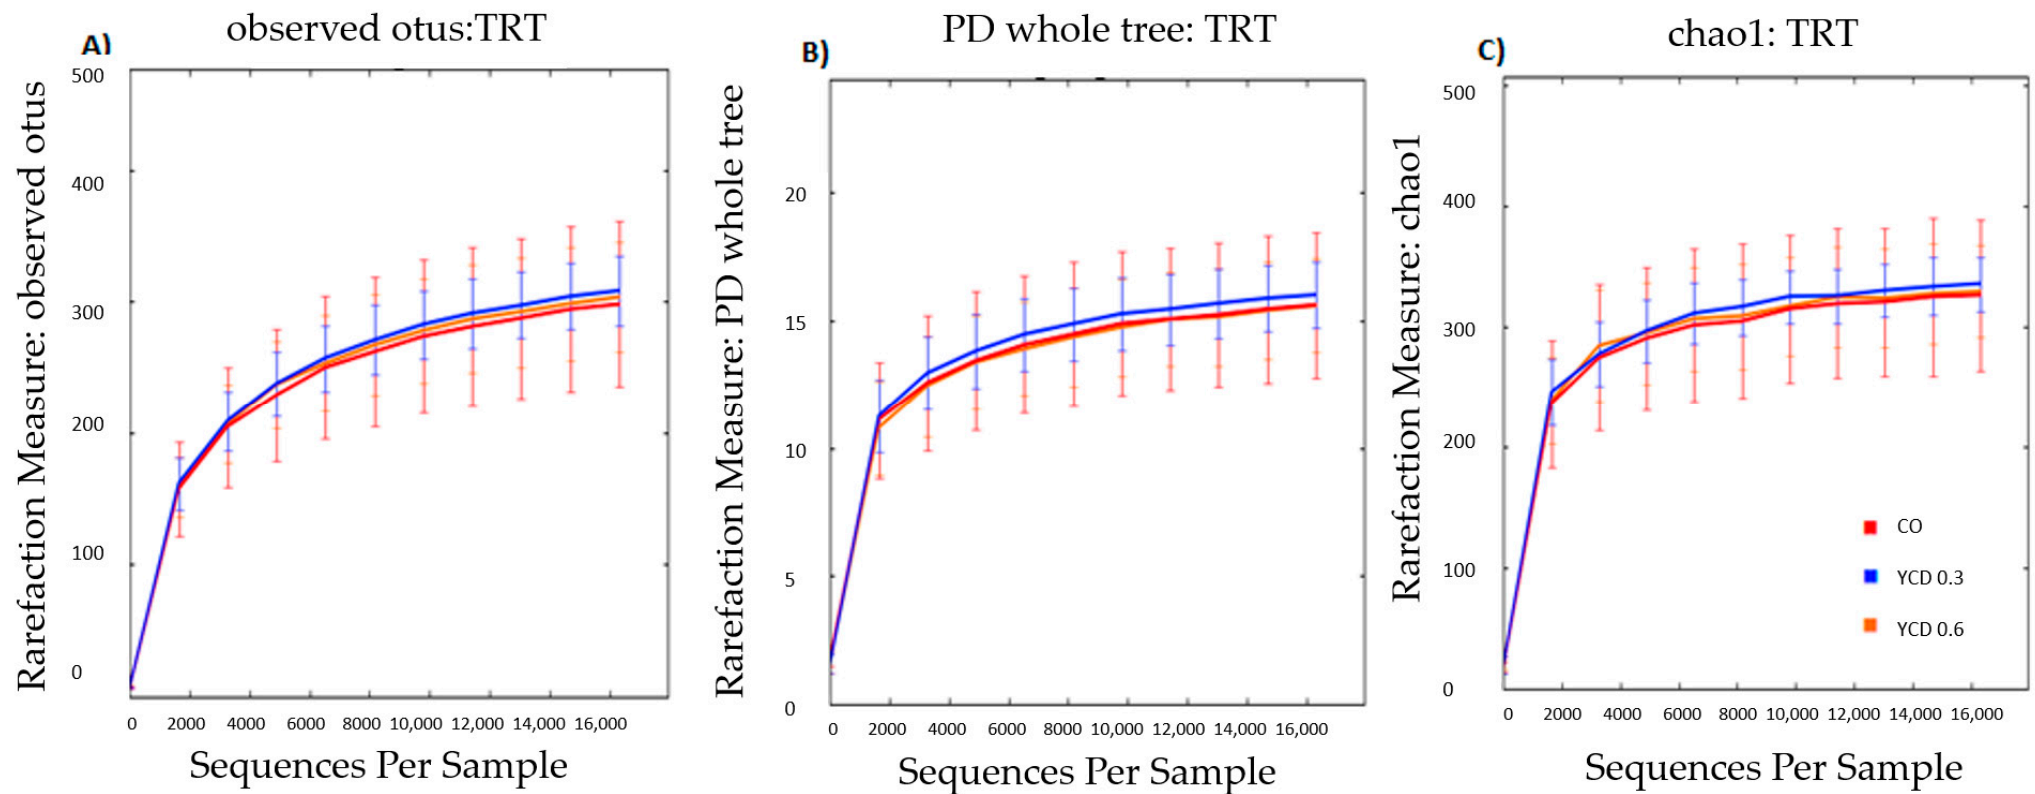 A)
observed otus:TRT
Rarefaction Measure: observed otus
500
400
300
200
100
0
0 2000 4000 6000 8000 10,000 12,000 14,000 16,000
Sequences Per Sample
B)
PD whole tree: TRT
Rarefaction Measure: PD whole tree
20
15
10
5
0
0 2000 4000 6000 8000 10,000 12,000 14,000 16,000
Sequences Per Sample
C)
chao1: TRT
Rarefaction Measure: chao1
500
400
300
200
100
0
CO
YCD 0.3
YCD 0.6
0 2000 4000 6000 8000 10,000 12,000 14,000 16,000
Sequences Per Sample